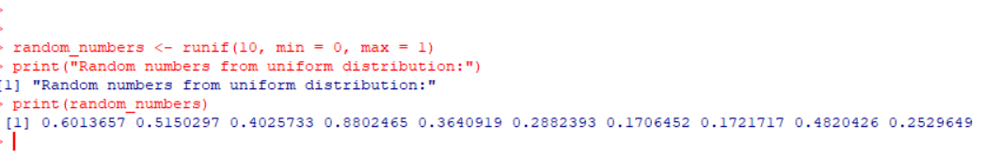 >
>
> random_numbers <- runif(10, min = 0, max = 1)
> print("Random numbers from uniform distribution:")
[1] "Random numbers from uniform distribution:"
> print(random_numbers)
 [1] 0.6013657 0.5150297 0.4025733 0.8802465 0.3640919 0.2882393 0.1706452 0.1721717 0.4820426 0.2529649
>